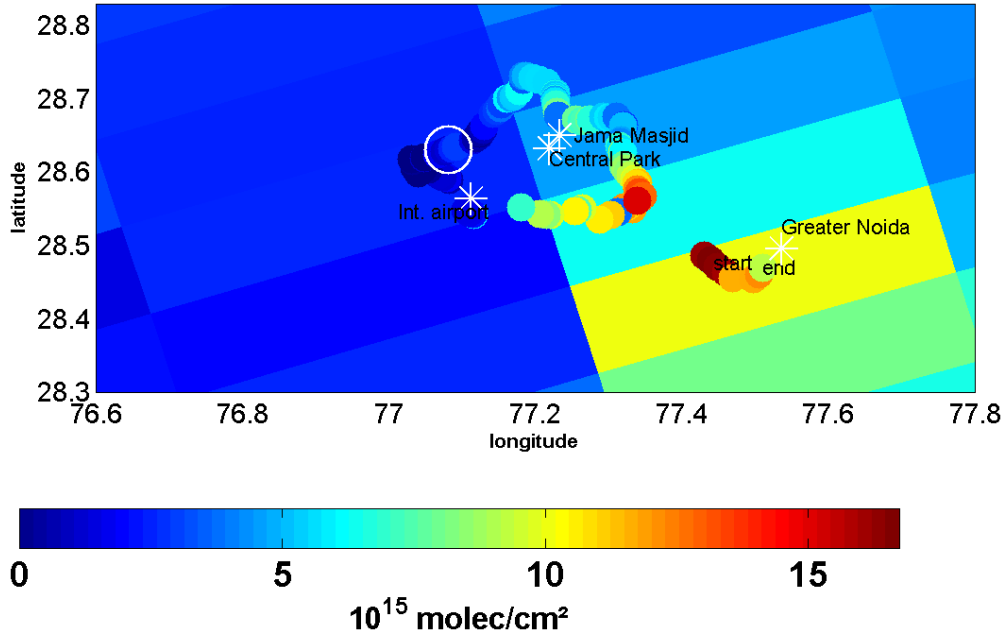 28.8
28.7
28.6
28.5
28.4
28.3
latitude
Jama Masjid
Central Park
Int. airport
Greater Noida
start
end
76.6 76.8 77 77.2 77.4 77.6 77.8
longitude
0 5 10 15
10¹⁵ molec/cm²